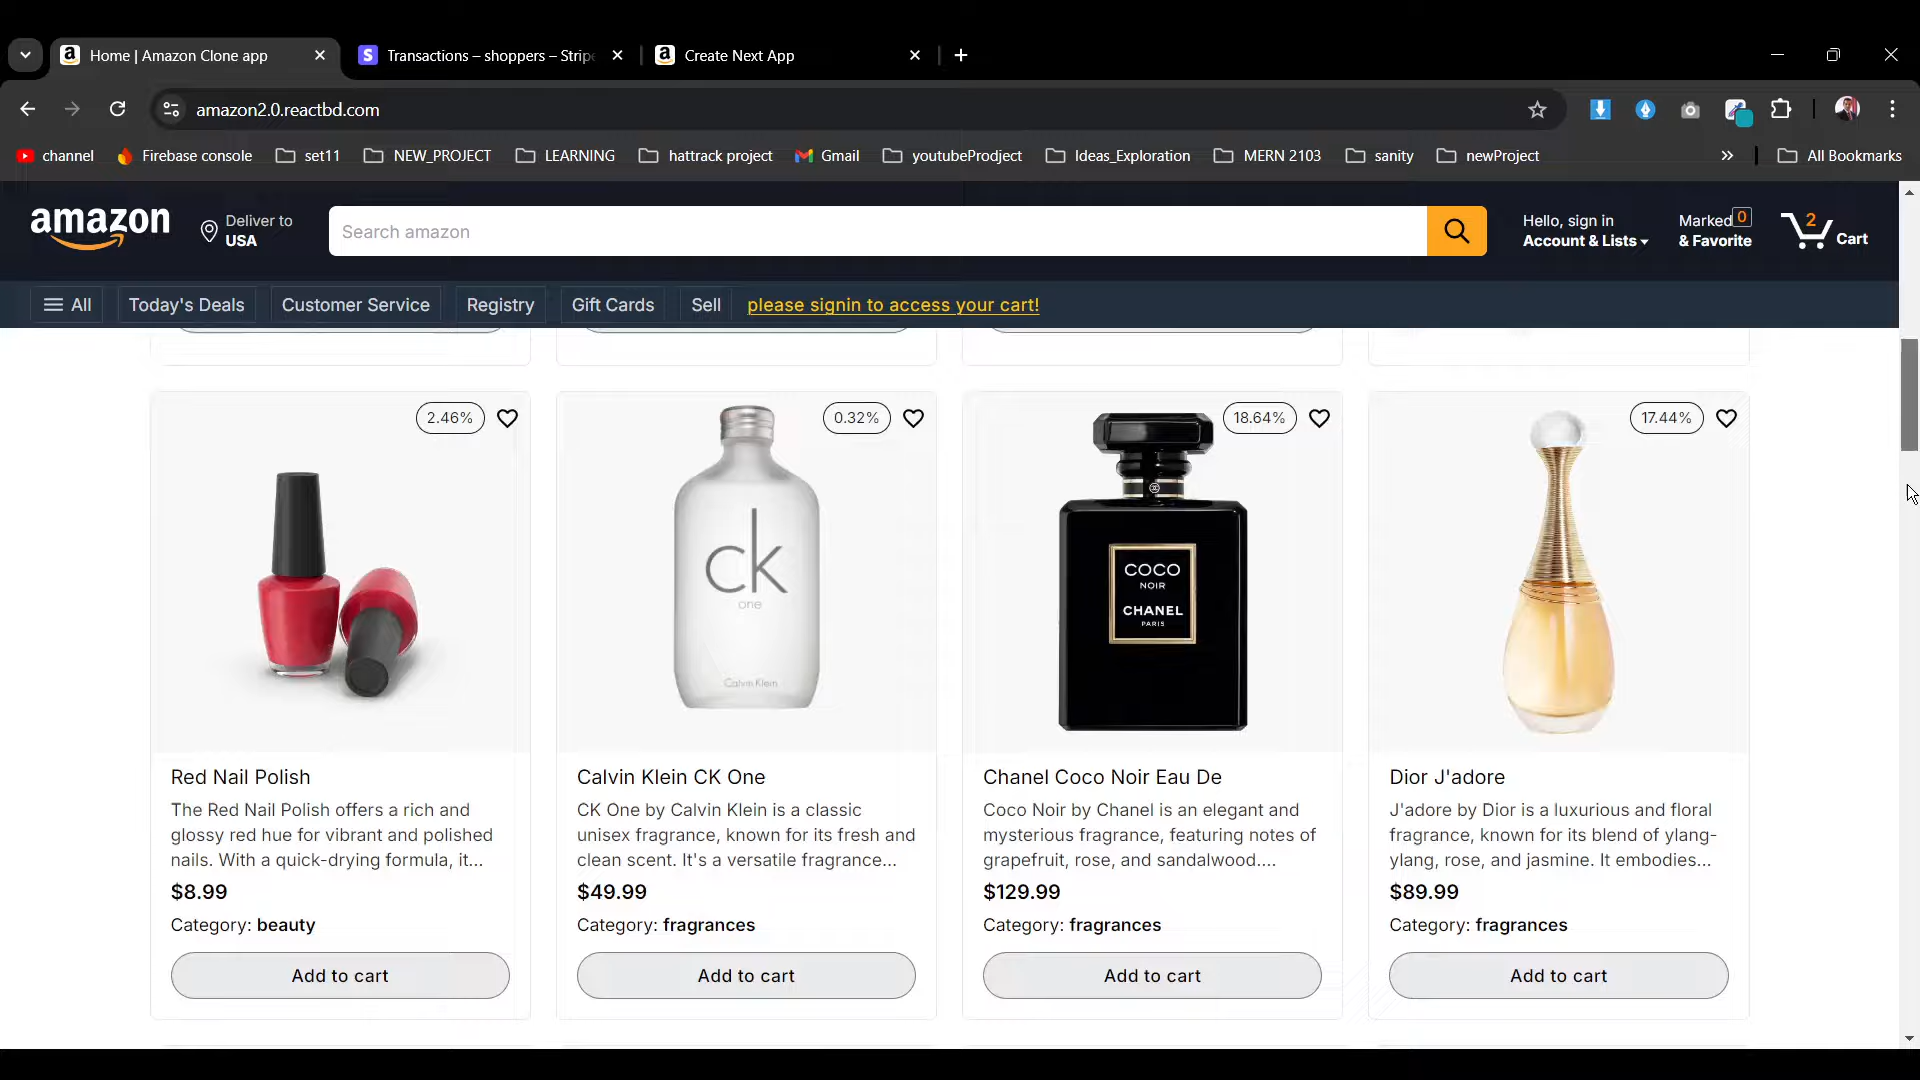 Home | Amazon Clone app
Transactions – shoppers – Strip
Create Next App
amazon2.0.reactbd.com
channel
Firebase console
set11
NEW_PROJECT
LEARNING
hattrack project
Gmail
youtubeProdject
Ideas_Exploration
MERN 2103
sanity
newProject
All Bookmarks
amazon
Deliver to
USA
Search amazon
Hello, sign in
Account & Lists
Marked 0
& Favorite
2
Cart
All
Today's Deals
Customer Service
Registry
Gift Cards
Sell
please signin to access your cart!
2.46%
0.32%
18.64%
17.44%
ck
one
Calvin Klein
COCO
NOIR
CHANEL
PARIS
Red Nail Polish
The Red Nail Polish offers a rich and
glossy red hue for vibrant and polished
nails. With a quick-drying formula, it...
$8.99
Category: beauty
Add to cart
Calvin Klein CK One
CK One by Calvin Klein is a classic
unisex fragrance, known for its fresh and
clean scent. It's a versatile fragrance...
$49.99
Category: fragrances
Add to cart
Chanel Coco Noir Eau De
Coco Noir by Chanel is an elegant and
mysterious fragrance, featuring notes of
grapefruit, rose, and sandalwood....
$129.99
Category: fragrances
Add to cart
Dior J'adore
J'adore by Dior is a luxurious and floral
fragrance, known for its blend of ylang-
ylang, rose, and jasmine. It embodies...
$89.99
Category: fragrances
Add to cart